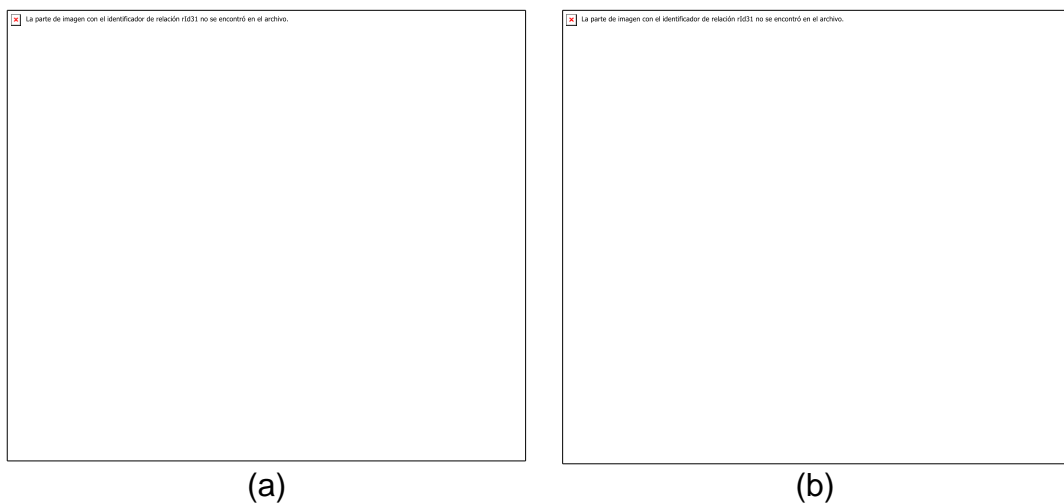 La parte de imagen con el identificador de relación rId31 no se encontró en el archivo.
La parte de imagen con el identificador de relación rId31 no se encontró en el archivo.
(a)
(b)